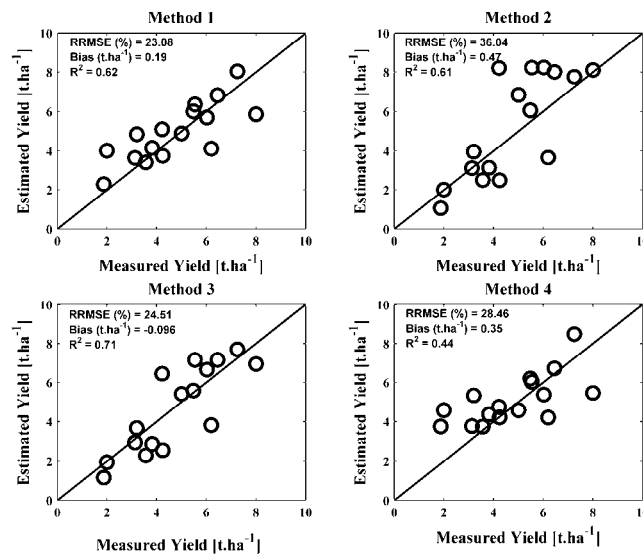 Method 1
RRMSE (%) = 23.08
Bias (t.ha⁻¹) = 0.19
R² = 0.62
Estimated Yield [t.ha⁻¹]
10
8
6
4
2
0
0 2 4 6 8 10
Measured Yield [t.ha⁻¹]
Method 2
RRMSE (%) = 36.04
Bias (t.ha⁻¹) = 0.47
R² = 0.61
Estimated Yield [t.ha⁻¹]
10
8
6
4
2
0
0 2 4 6 8 10
Measured Yield [t.ha⁻¹]
Method 3
RRMSE (%) = 24.51
Bias (t.ha⁻¹) = -0.096
R² = 0.71
Estimated Yield [t.ha⁻¹]
10
8
6
4
2
0
0 2 4 6 8 10
Measured Yield [t.ha⁻¹]
Method 4
RRMSE (%) = 28.46
Bias (t.ha⁻¹) = 0.35
R² = 0.44
Estimated Yield [t.ha⁻¹]
10
8
6
4
2
0
0 2 4 6 8 10
Measured Yield [t.ha⁻¹]